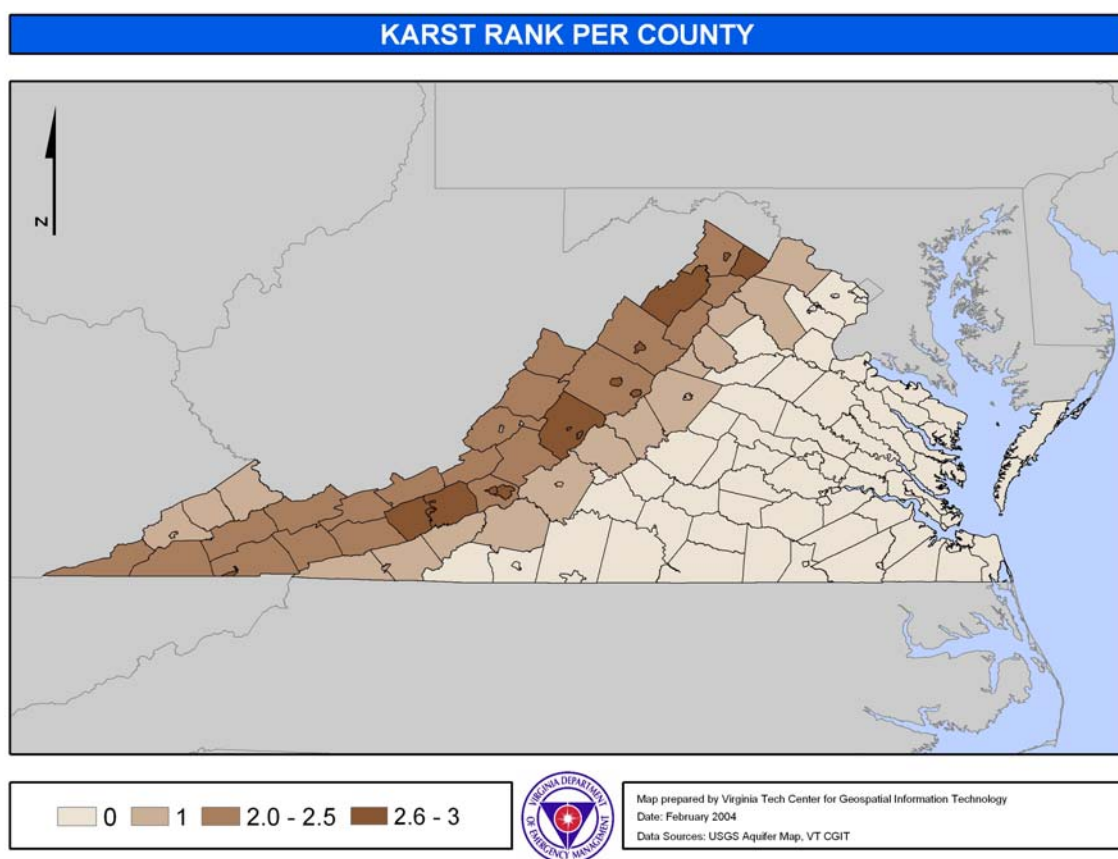 KARST RANK PER COUNTY
N
0 1 2.0 - 2.5 2.6 - 3
VIRGINIA DEPARTMENT
OF EMERGENCY MANAGEMENT
Map prepared by Virginia Tech Center for Geospatial Information Technology
Date: February 2004
Data Sources: USGS Aquifer Map, VT CGIT